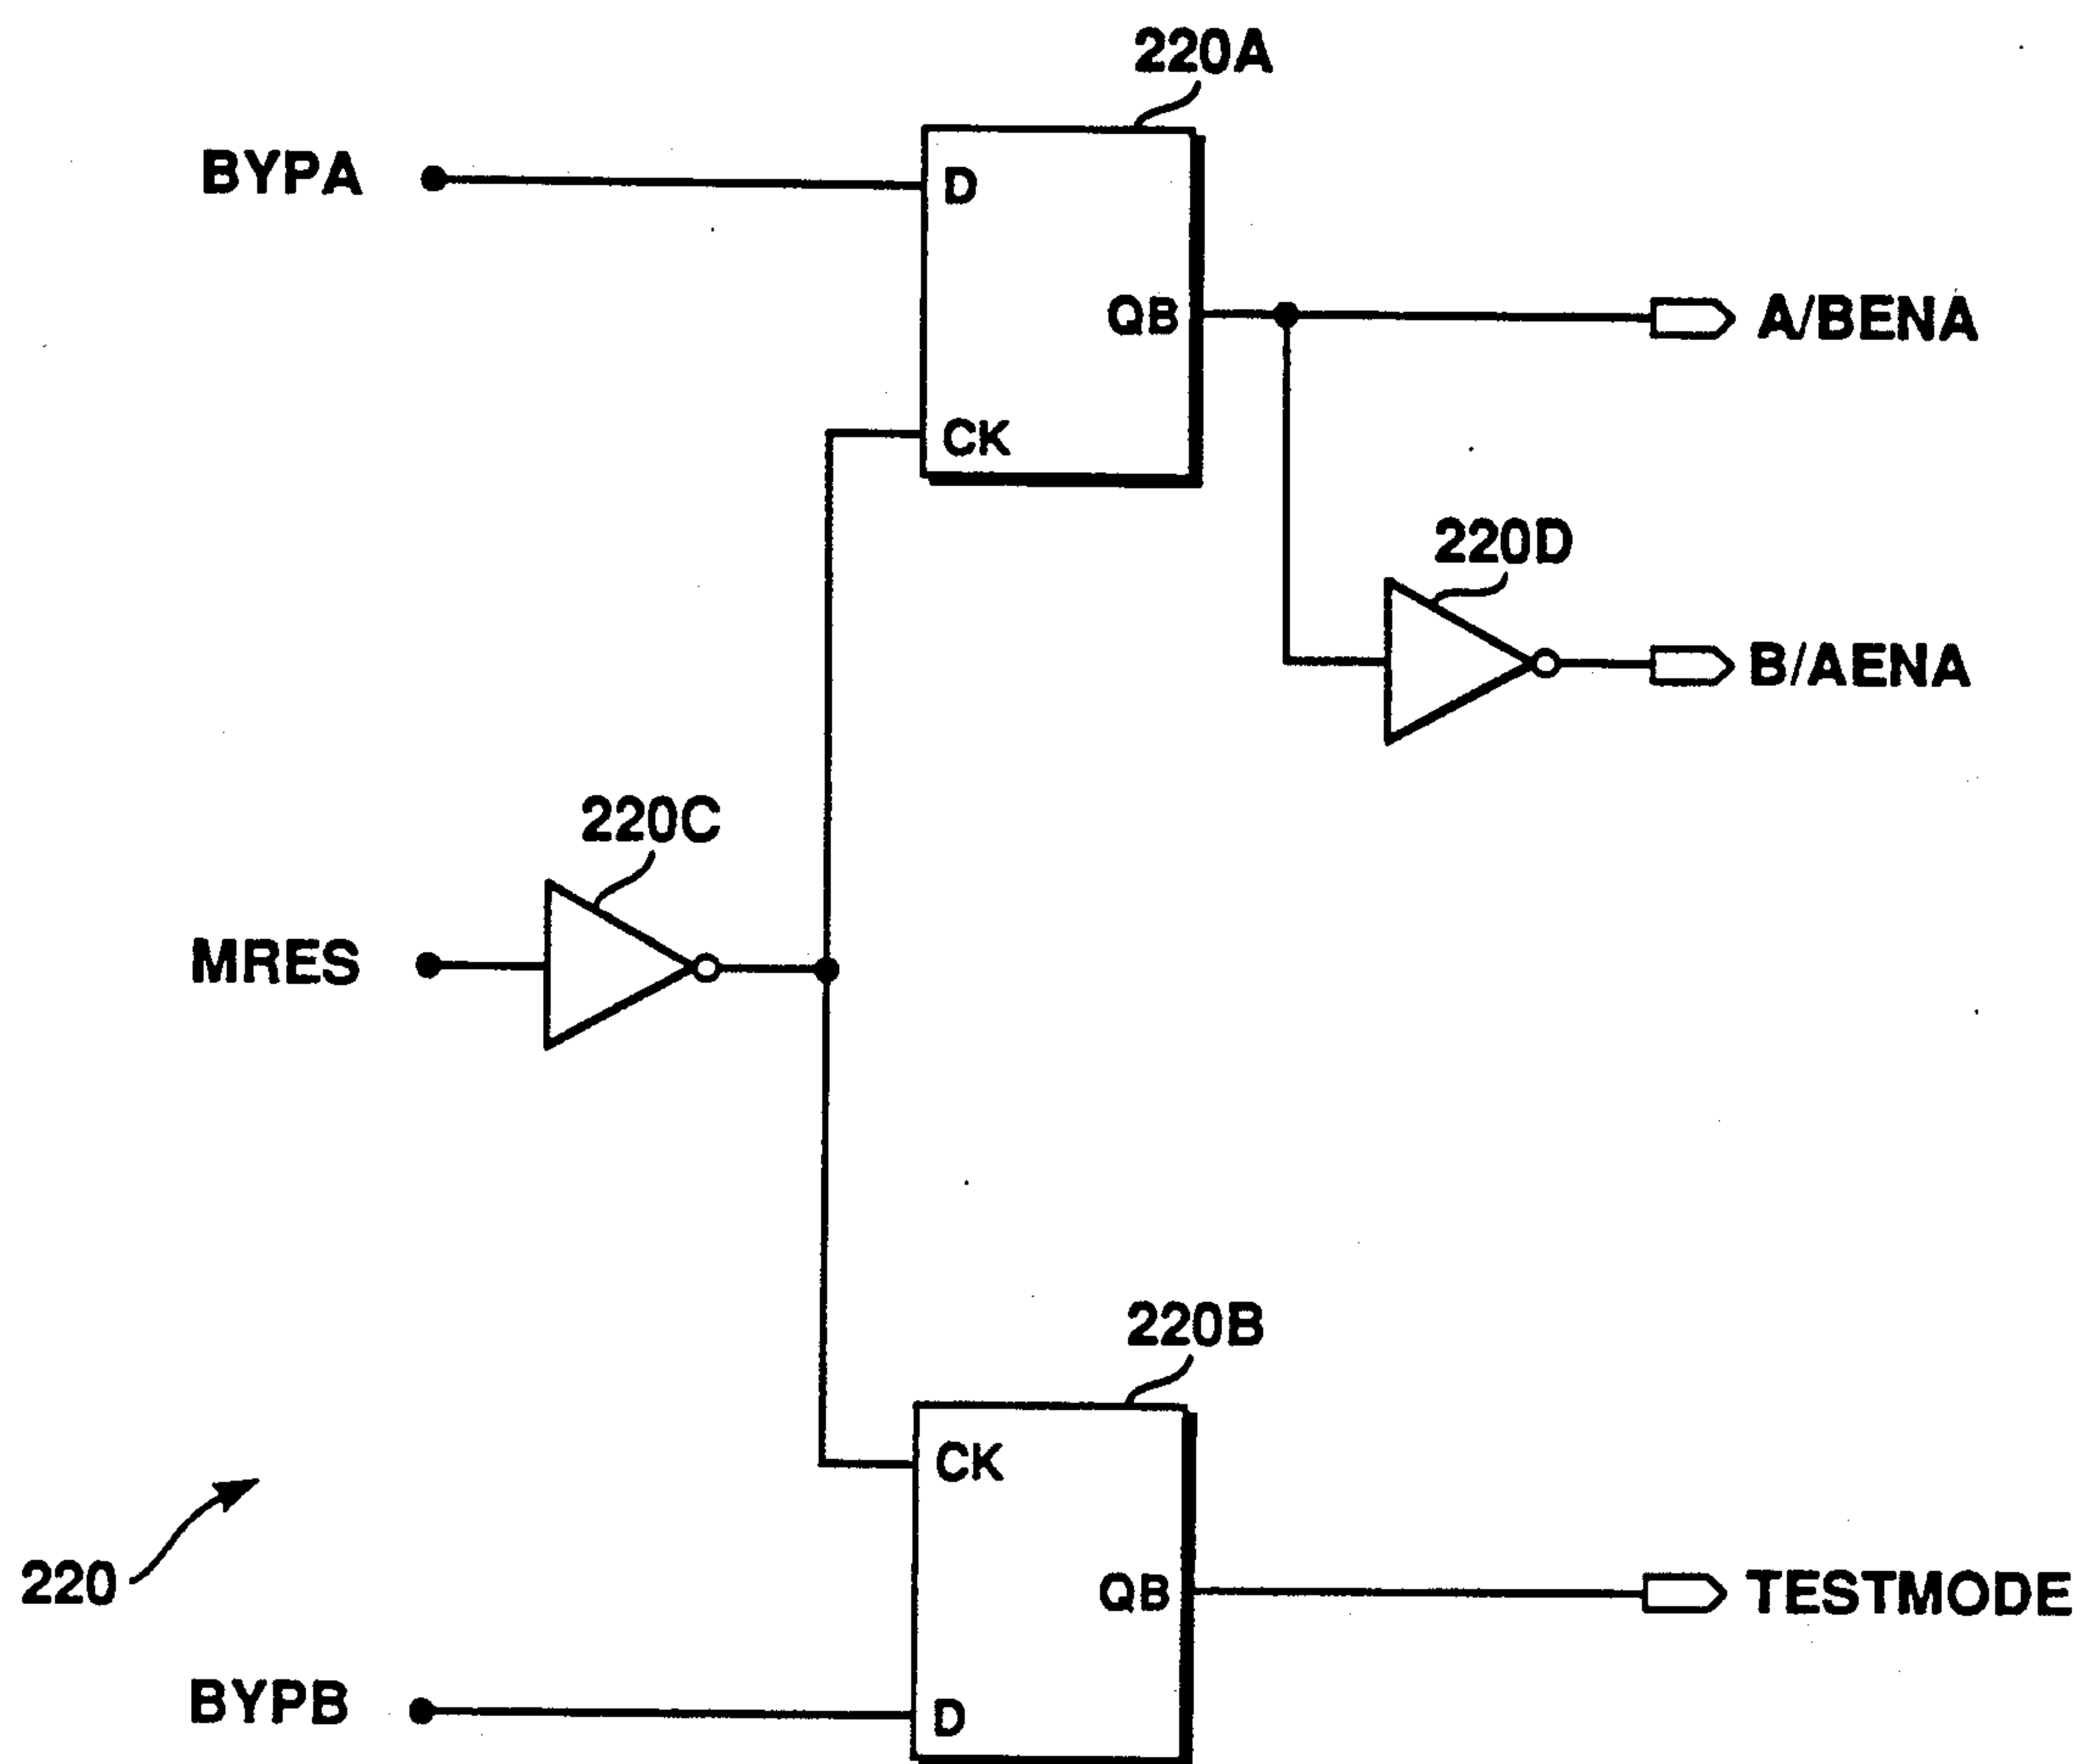 220A
BYPA
D
QB
A/BENA
CK
220D
B/AENA
220C
MRES
220B
CK
220
QB
TESTMODE
BYPB
D